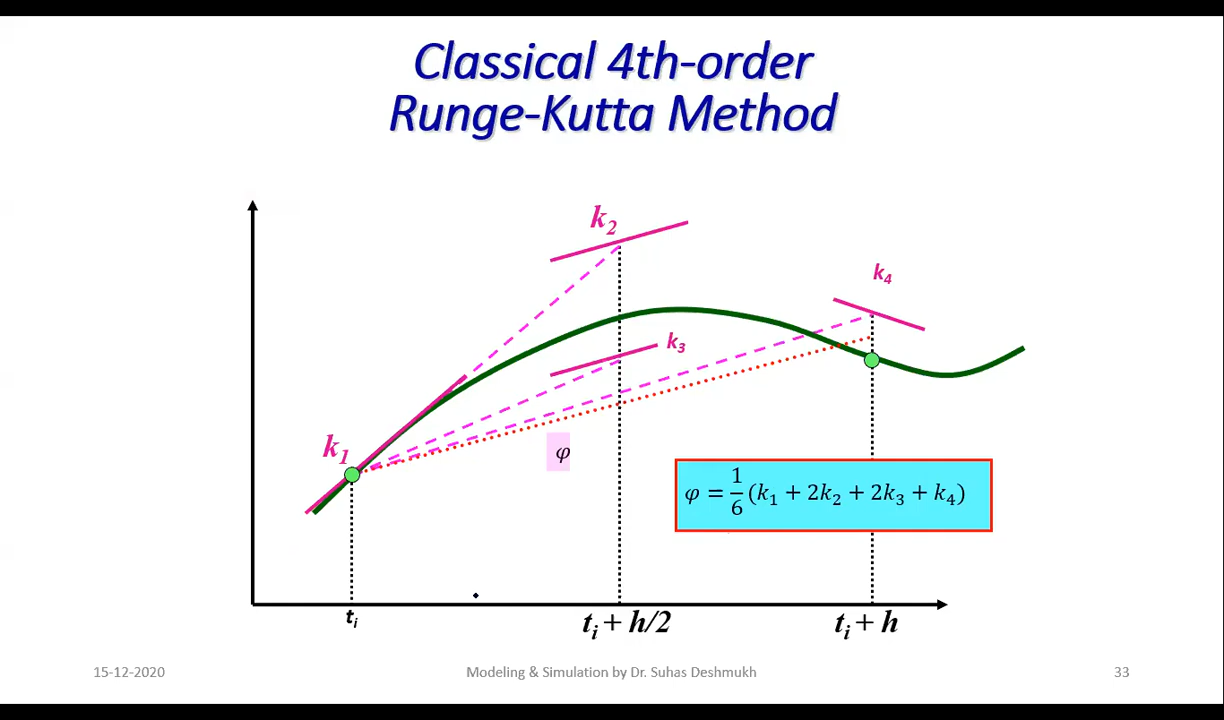 Classical 4th-order
Runge-Kutta Method
k₂
k₄
k₃
k₁
φ
φ = 1/6 (k₁ + 2k₂ + 2k₃ + k₄)
tᵢ
tᵢ + h/2
tᵢ + h
15-12-2020
Modeling & Simulation by Dr. Suhas Deshmukh
33